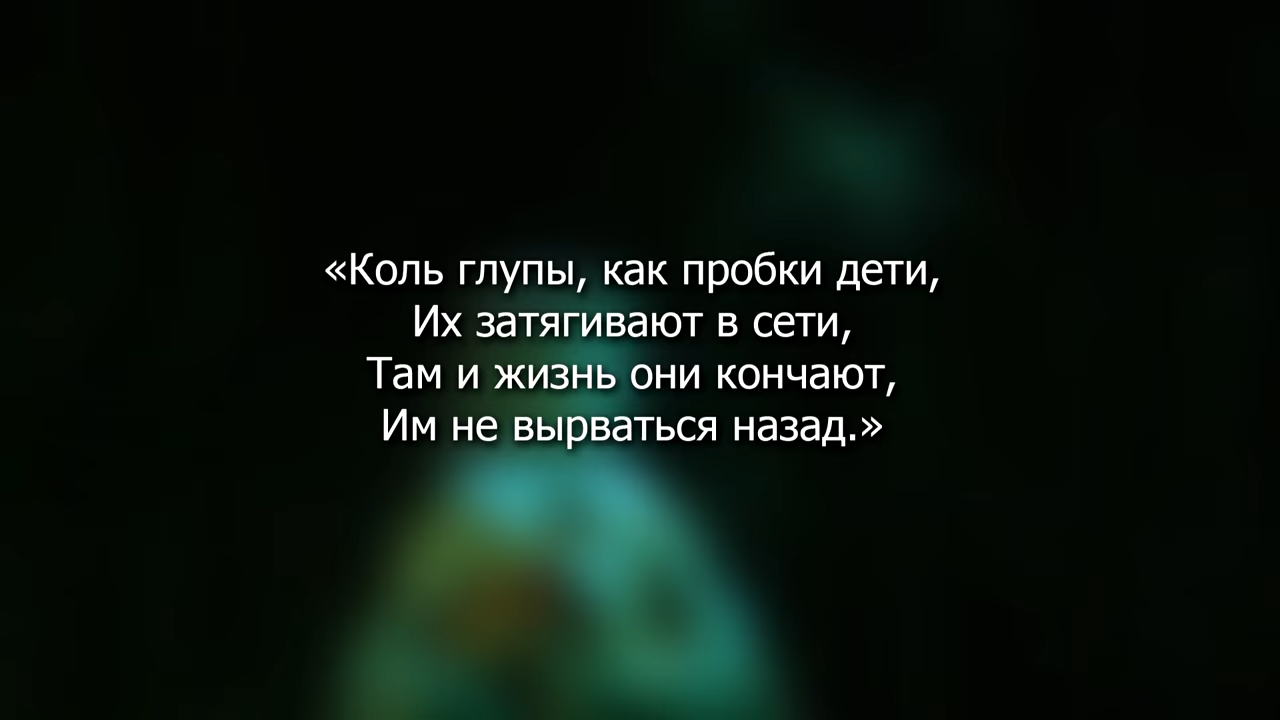 «Коль глупы, как пробки дети,
Их затягивают в сети,
Там и жизнь они кончают,
Им не вырваться назад.»